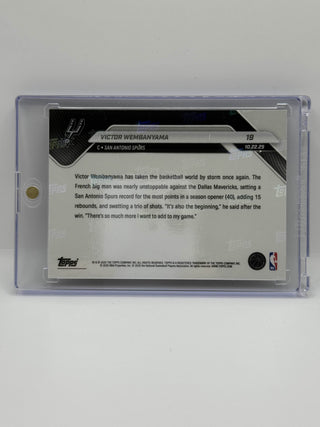 VICTOR WEMBANYAMA 19
C • SAN ANTONIO SPURS 10.22.25
Victor Wembanyama has taken the basketball world by storm once again. The
French big man was nearly unstoppable against the Dallas Mavericks, setting a
San Antonio Spurs record for the most points in a season opener (40), adding 15
rebounds, and swatting a trio of shots. "It's also the beginning," he said after the
win. "There's so much more I want to add to my game."
Topps
NBA